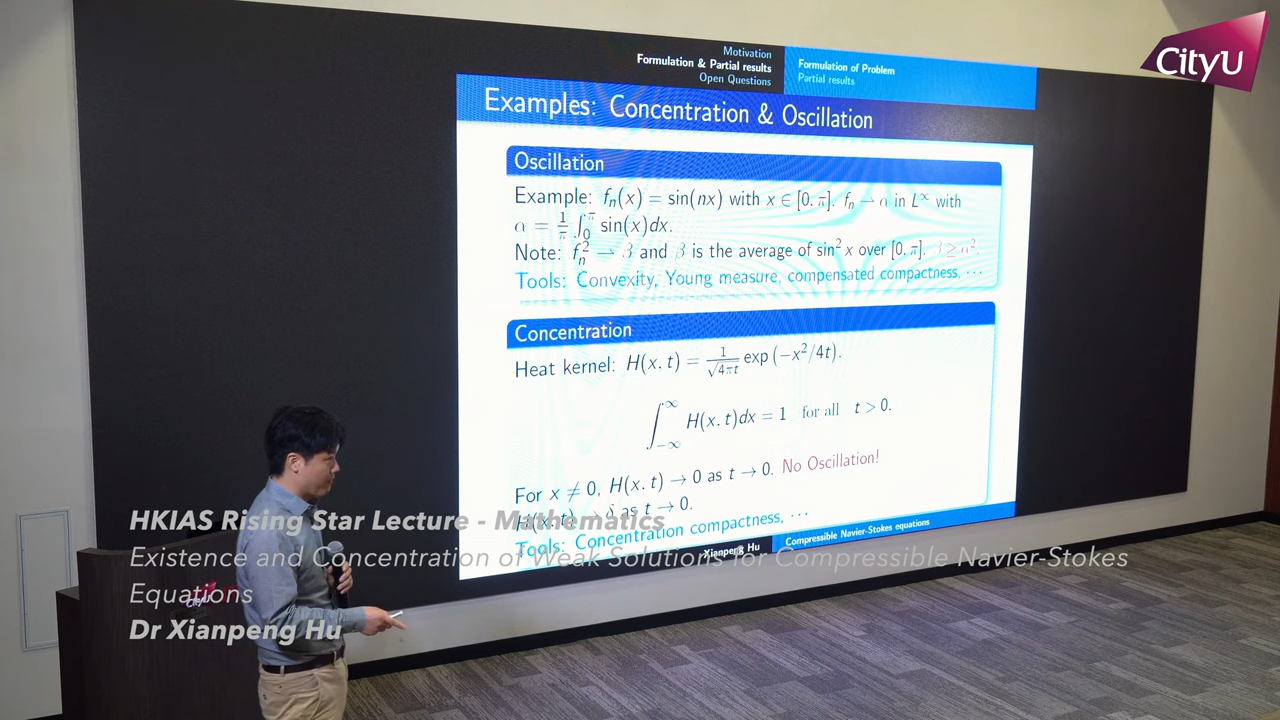 CityU
Motivation
Formulation & Partial results
Open Questions
Formulation of Problem
Partial results
Examples: Concentration & Oscillation
Oscillation
Example: fₙ(x) = sin(nx) with x ∈ [0, π]. fₙ ⇀ α in L^∞ with
α = 1/π ∫₀^π sin(x)dx.
Note: fₙ² ⇀ β and β is the average of sin² x over [0, π]. β ≥ α².
Tools: Convexity, Young measure, compensated compactness, ⋯
Concentration
Heat kernel: H(x, t) = 1/√4πt exp (−x²/4t).
∫_{−∞}^{∞} H(x, t)dx = 1 for all t > 0.
For x ≠ 0, H(x, t) → 0 as t → 0. No Oscillation!
H(x, t) → δ as t → 0.
Tools: Concentration compactness, ⋯
Xianpeng Hu
Compressible Navier-Stokes equations
HKIAS Rising Star Lecture - Mathematics
Existence and Concentration of Weak Solutions for Compressible Navier-Stokes
Equations
Dr Xianpeng Hu
CityU